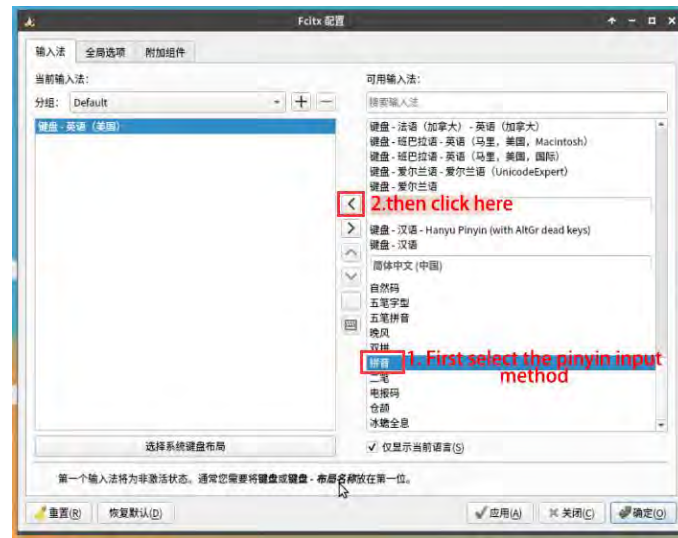 Fcitx 配置
输入法 全局选项 附加组件
当前输入法:
可用输入法:
分组: Default
搜索输入法
键盘 - 英语 (美国)
键盘 - 法语 (加拿大) - 英语 (加拿大)
键盘 - 班巴拉语 - 英语 (马里, 美国, Macintosh)
键盘 - 班巴拉语 - 英语 (马里, 美国, 国际)
键盘 - 爱尔兰语 - 爱尔兰语 (UnicodeExpert)
键盘 - 爱尔兰语
2.then click here
键盘 - 汉语 - Hanyu Pinyin (with AltGr dead keys)
键盘 - 汉语
简体中文 (中国)
自然码
五笔字型
五笔拼音
晚风
双拼
拼音 1. First select the pinyin input
method
二笔
电报码
仓颉
冰蟾全息
选择系统键盘布局
仅显示当前语言(S)
第一个输入法将为非激活状态。通常您需要将键盘或键盘 - 布局名称放在第一位。
重置(R) 恢复默认(D) 应用(A) 关闭(C) 确定(O)